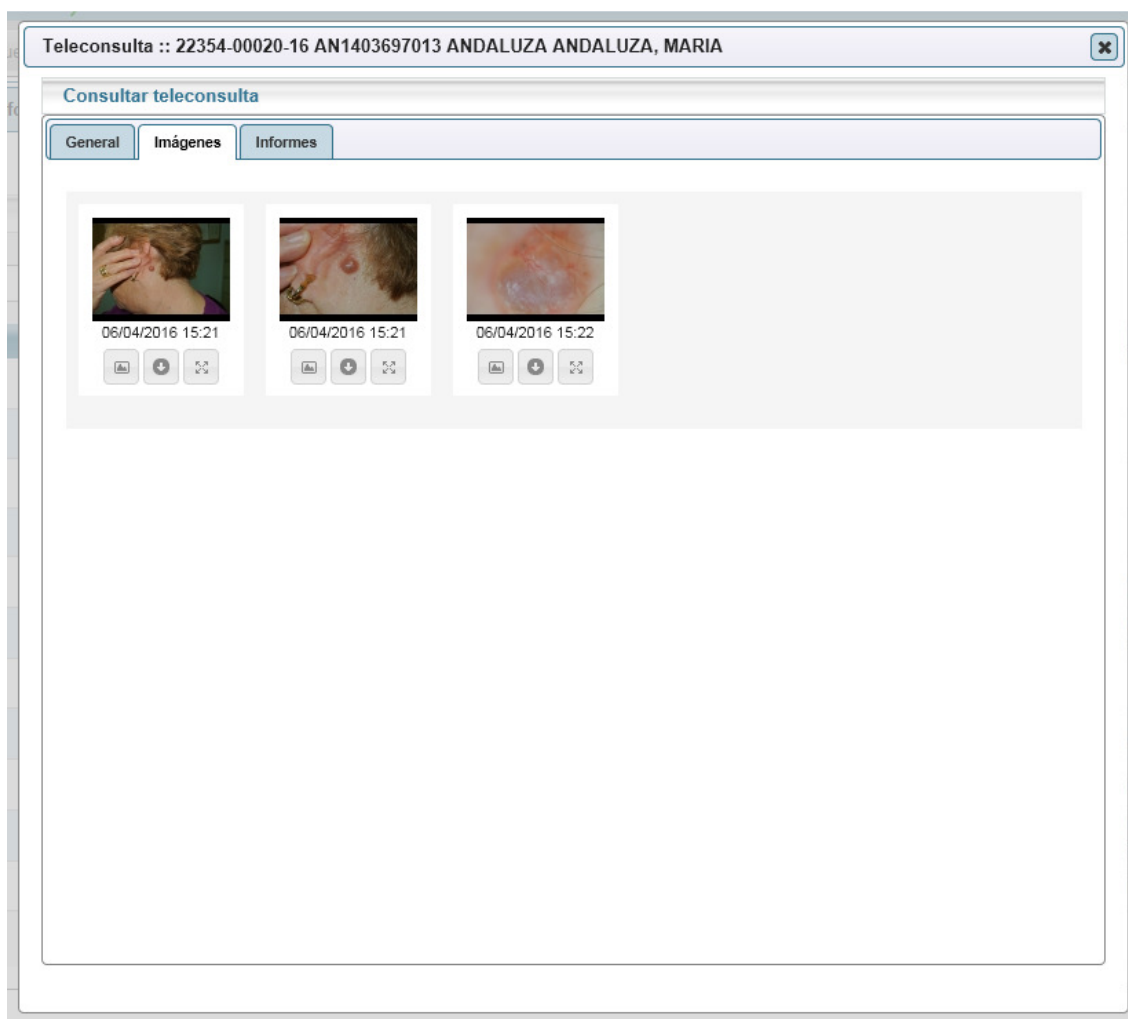 Teleconsulta :: 22354-00020-16 AN1403697013 ANDALUZA ANDALUZA, MARIA
Consultar teleconsulta
General Imágenes Informes
06/04/2016 15:21 06/04/2016 15:21 06/04/2016 15:22